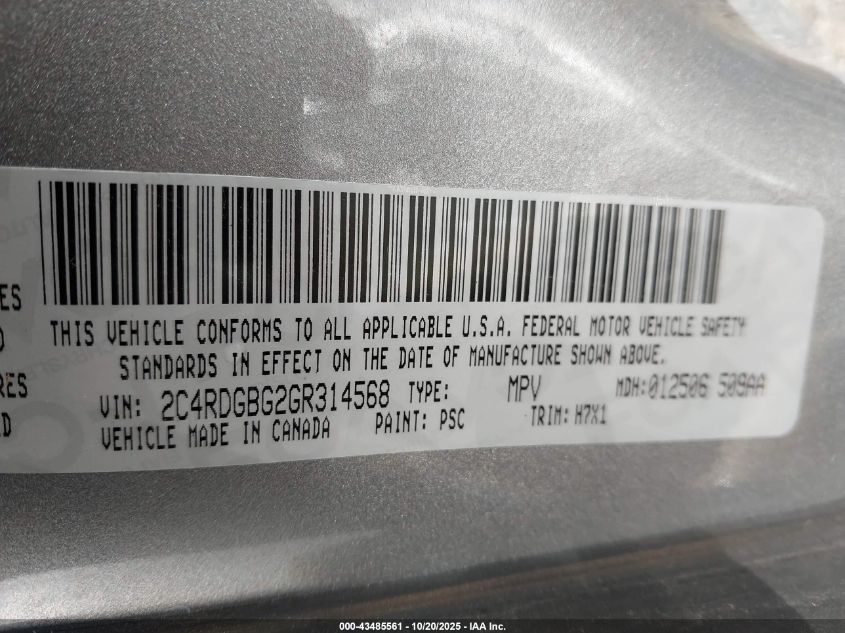 THIS VEHICLE CONFORMS TO ALL APPLICABLE U.S.A. FEDERAL MOTOR VEHICLE SAFETY
STANDARDS IN EFFECT ON THE DATE OF MANUFACTURE SHOWN ABOVE.
VIN: 2C4RDGBG2GR314568 TYPE: MPV MDH:012506 509AA
VEHICLE MADE IN CANADA PAINT: PSC TRIM: H7X1
000-43485561 - 10/20/2025 - IAA Inc.